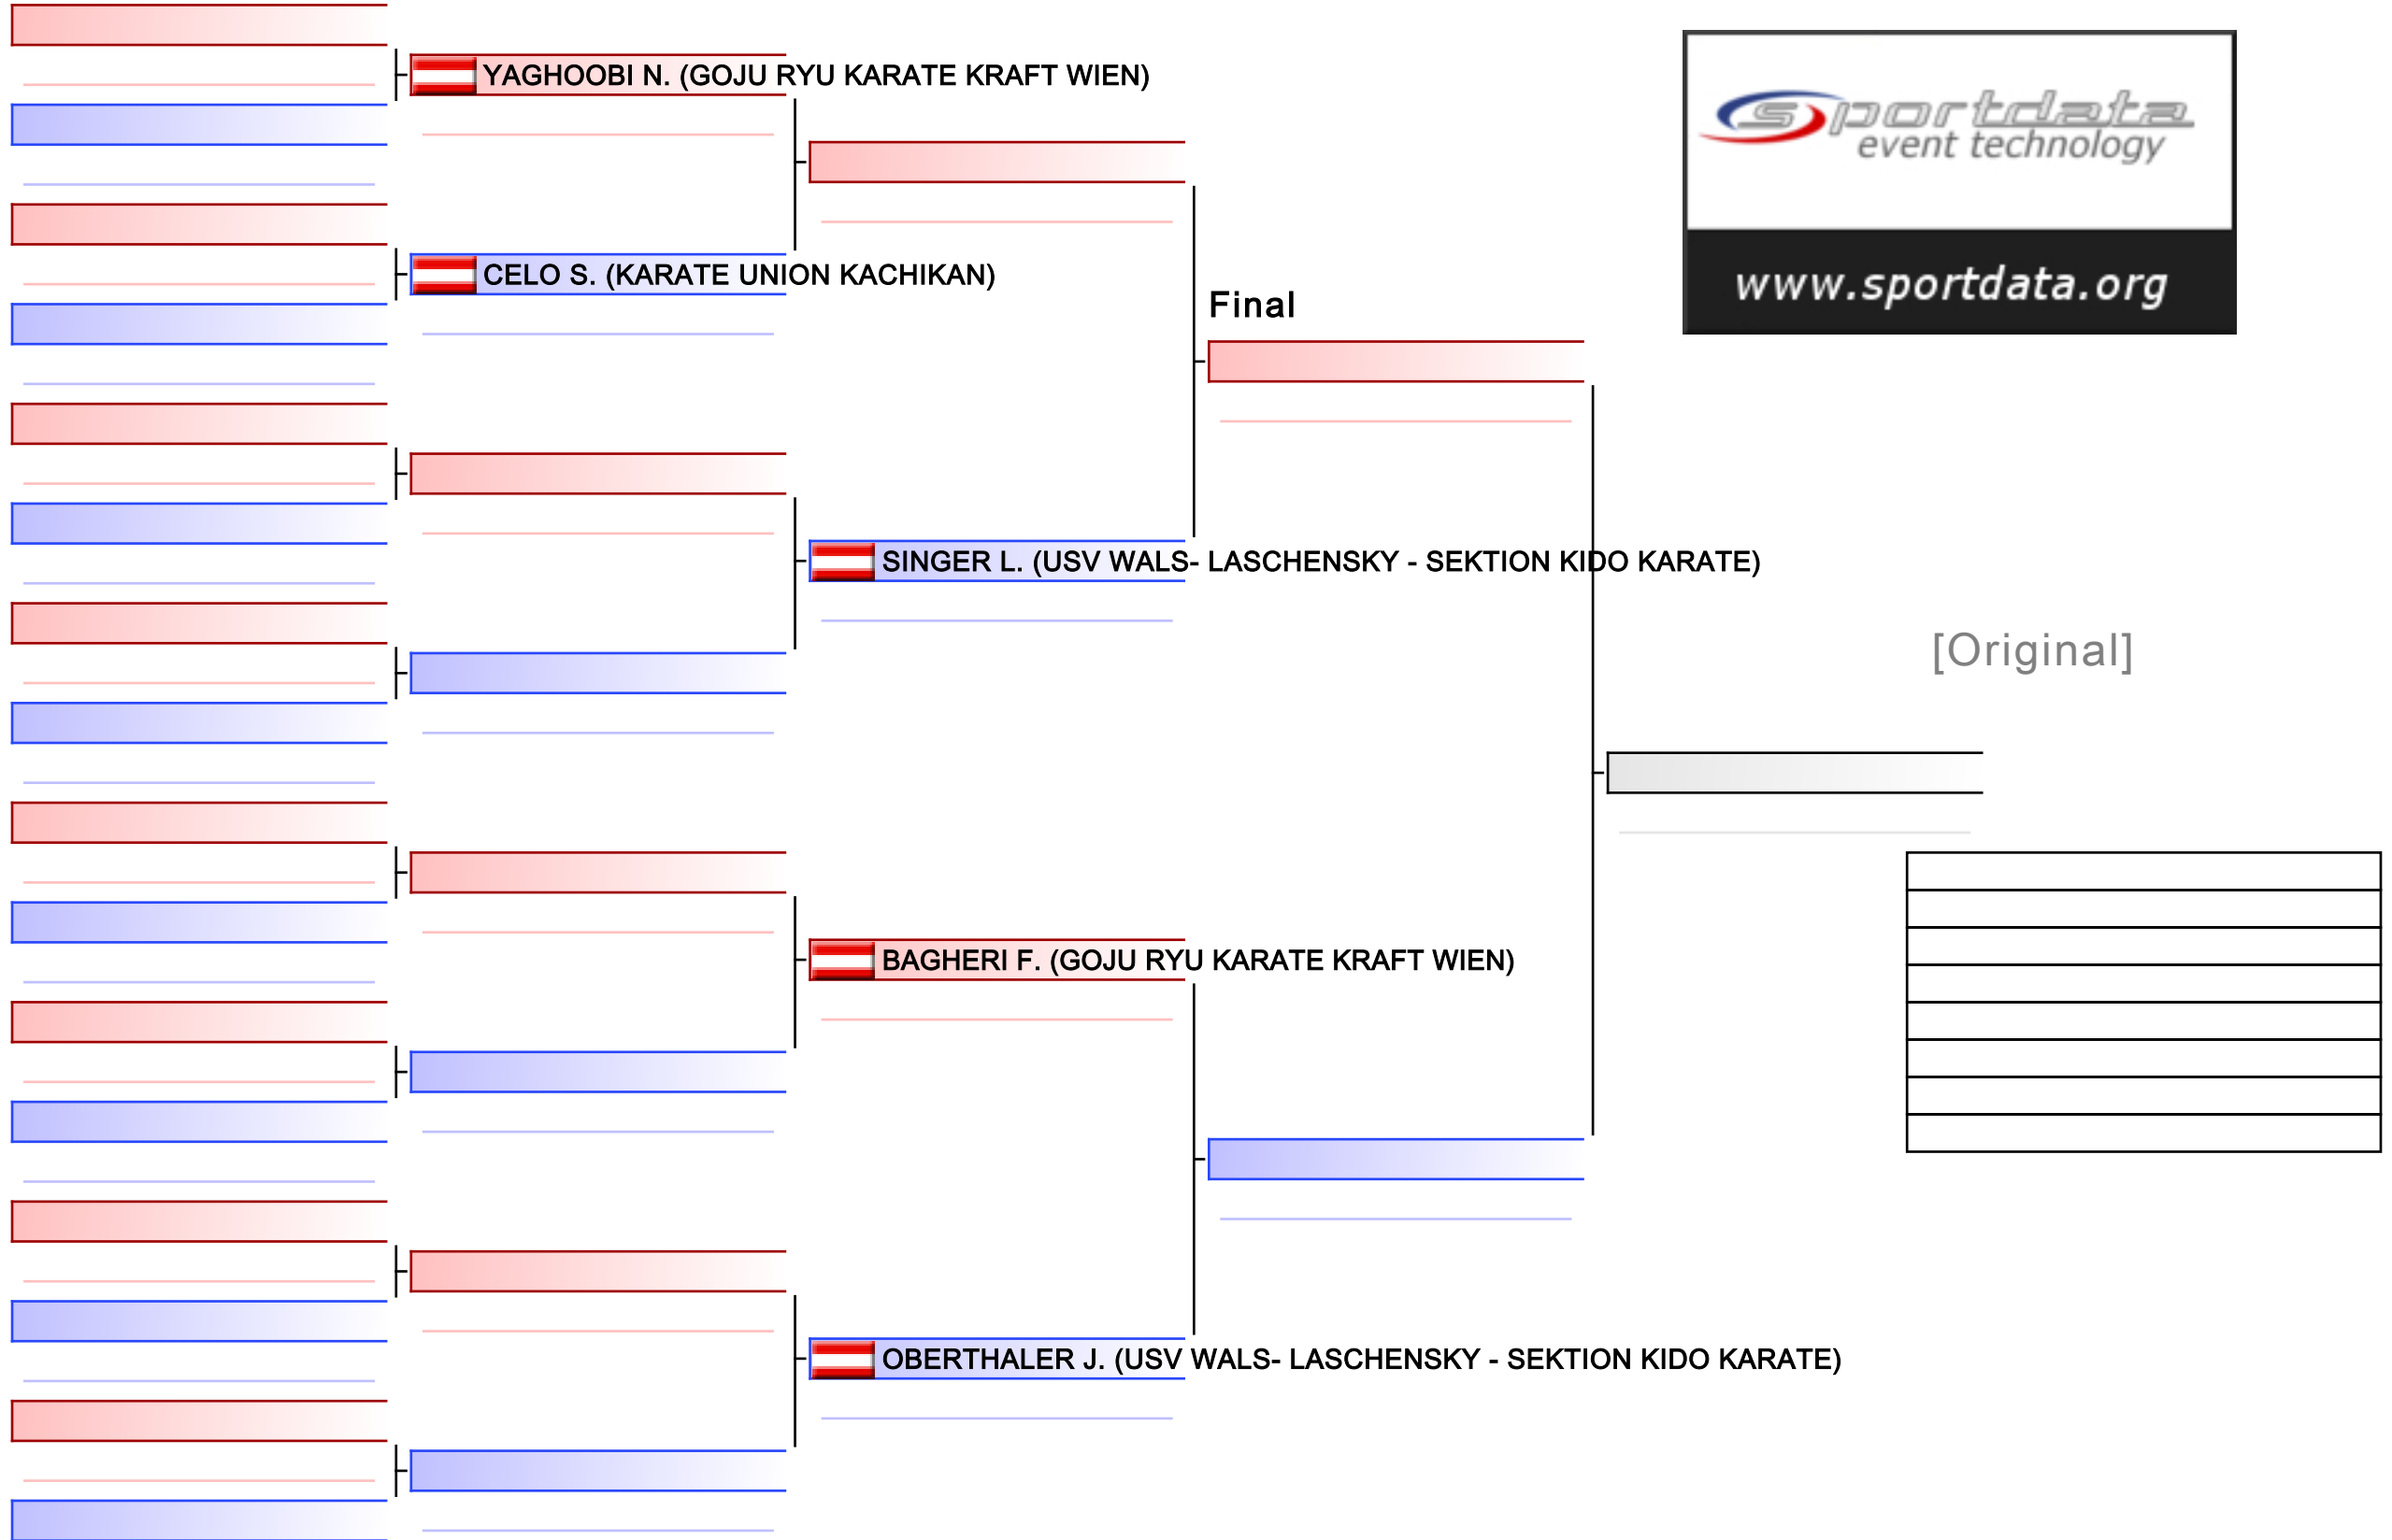 YAGHOOBI N. (GOJU RYU KARATE KRAFT WIEN)
sportdata
event technology
www.sportdata.org
CELO S. (KARATE UNION KACHIKAN)
Final
SINGER L. (USV WALS- LASCHENSKY - SEKTION KIDO KARATE)
[Original]
BAGHERI F. (GOJU RYU KARATE KRAFT WIEN)
OBERTHALER J. (USV WALS- LASCHENSKY - SEKTION KIDO KARATE)